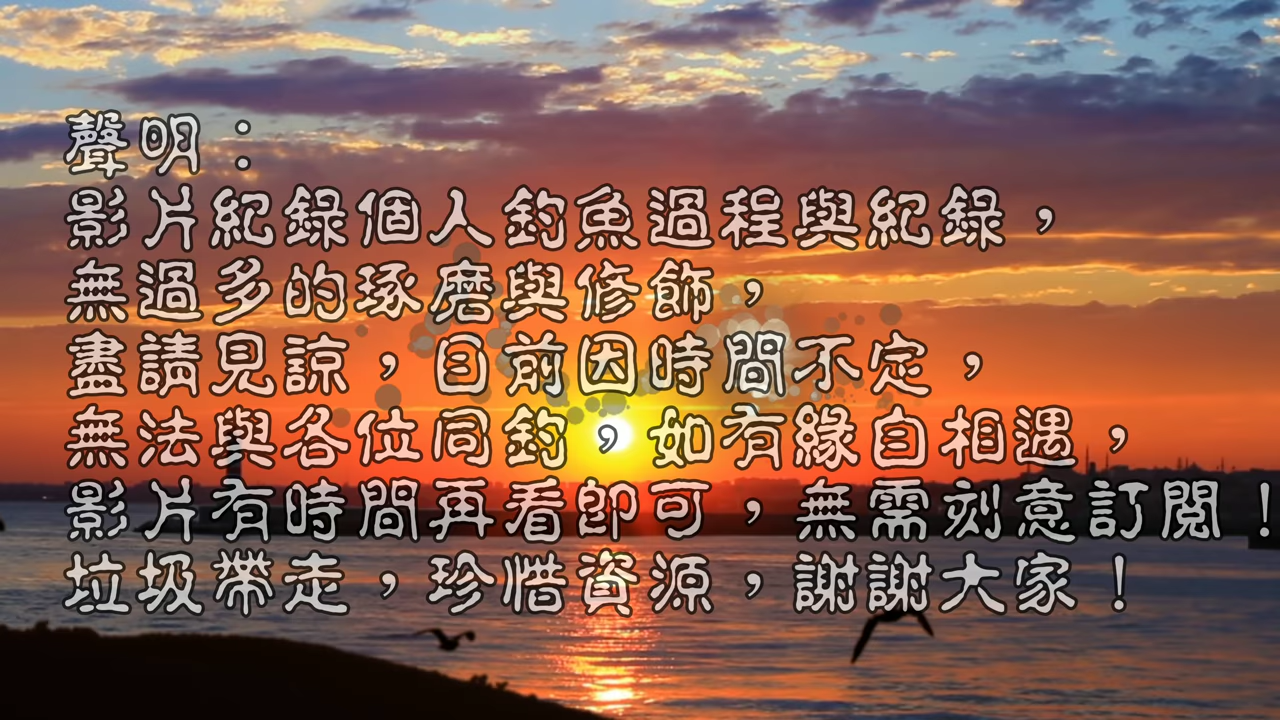 聲明：
影片紀錄個人釣魚過程與紀錄，
無過多的琢磨與修飾，
盡請見諒，目前因時間不定，
無法與各位同釣，如有緣自相遇，
影片有時間再看即可，無需刻意訂閱！
垃圾帶走，珍惜資源，謝謝大家！